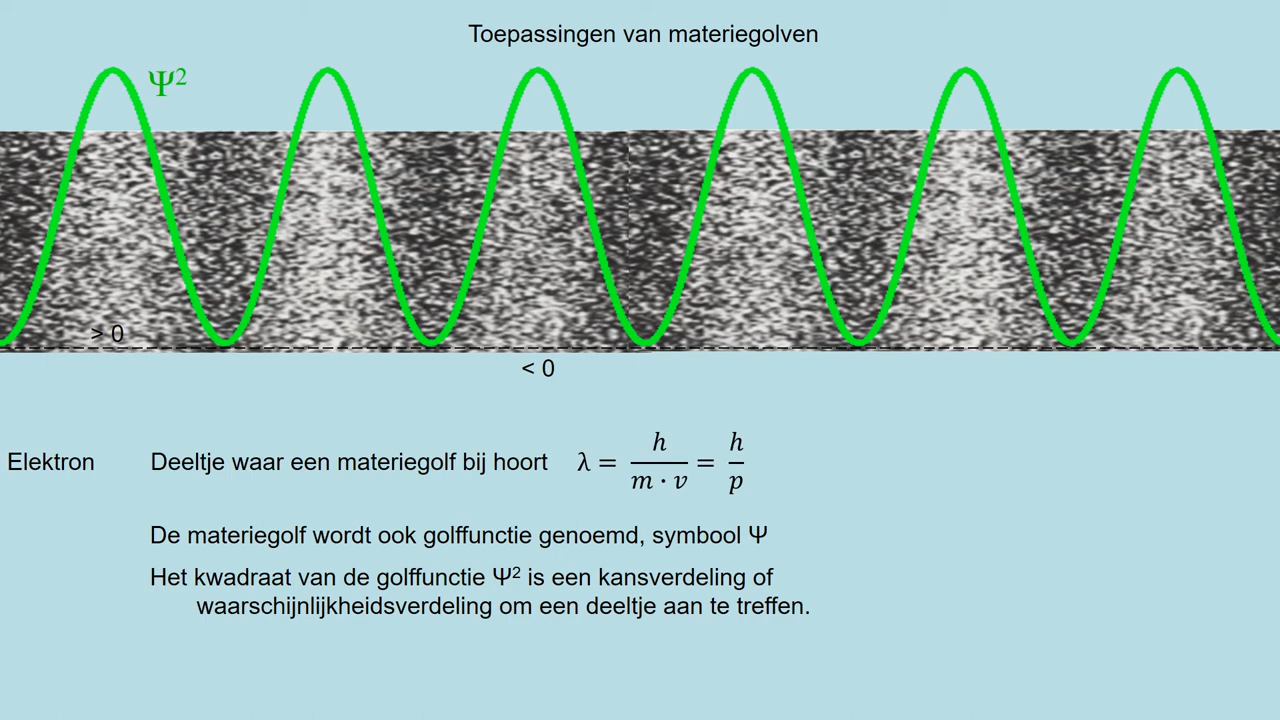 Toepassingen van materiegolven
Ψ²
> 0
< 0
Elektron Deeltje waar een materiegolf bij hoort λ = h / (m · v) = h / p
De materiegolf wordt ook golffunctie genoemd, symbool Ψ
Het kwadraat van de golffunctie Ψ² is een kansverdeling of
waarschijnlijkheidsverdeling om een deeltje aan te treffen.